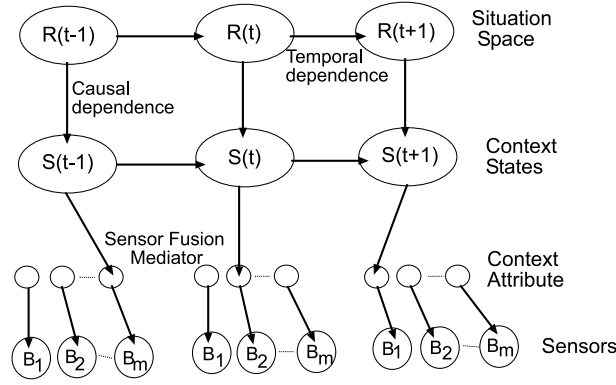 R(t-1)
R(t)
R(t+1)
Situation
Space
Causal
dependence
Temporal
dependence
S(t-1)
S(t)
S(t+1)
Context
States
Sensor Fusion
Mediator
Context
Attribute
B1
B2
Bm
B1
B2
Bm
B1
B2
Bm
Sensors